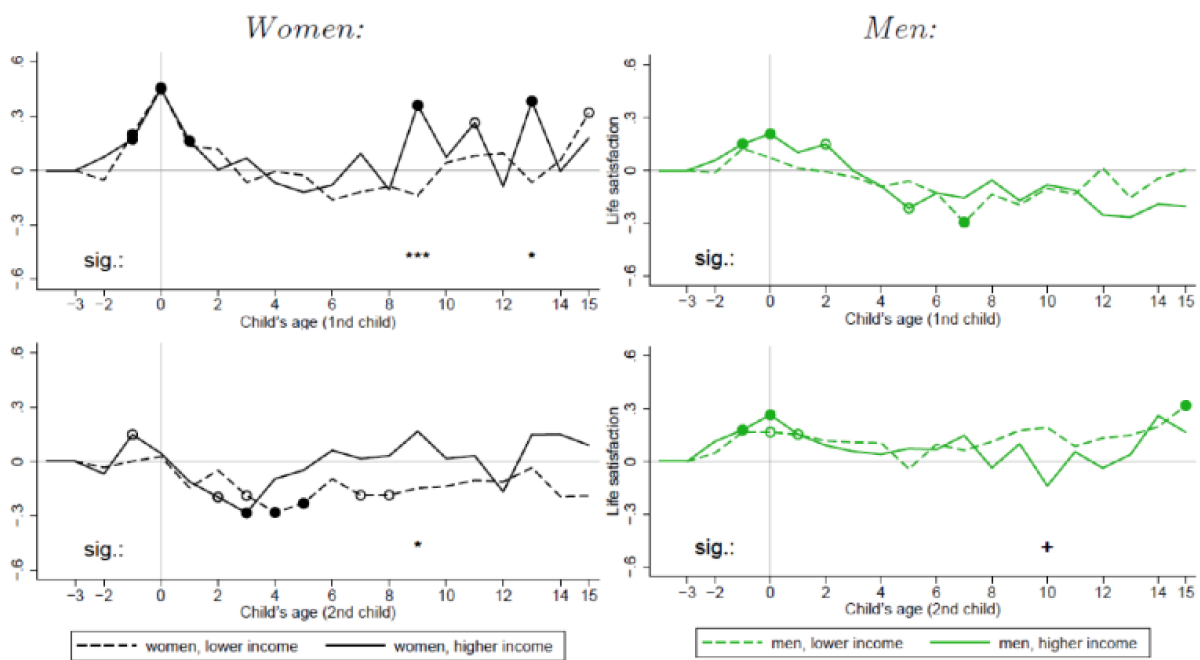 Women:
.6
.3
0
-.3
-.6
sig.:
***
*
-3 -2 0 2 4 6 8 10 12 14 15
Child's age (1nd child)
Men:
Life satisfaction
.6
.3
0
-.3
-.6
sig.:
-3 -2 0 2 4 6 8 10 12 14 15
Child's age (1nd child)
.6
.3
0
-.3
-.6
sig.:
*
-3 -2 0 2 4 6 8 10 12 14 15
Child's age (2nd child)
women, lower income
women, higher income
Life satisfaction
.6
.3
0
-.3
-.6
sig.:
+
-3 -2 0 2 4 6 8 10 12 14 15
Child's age (2nd child)
men, lower income
men, higher income